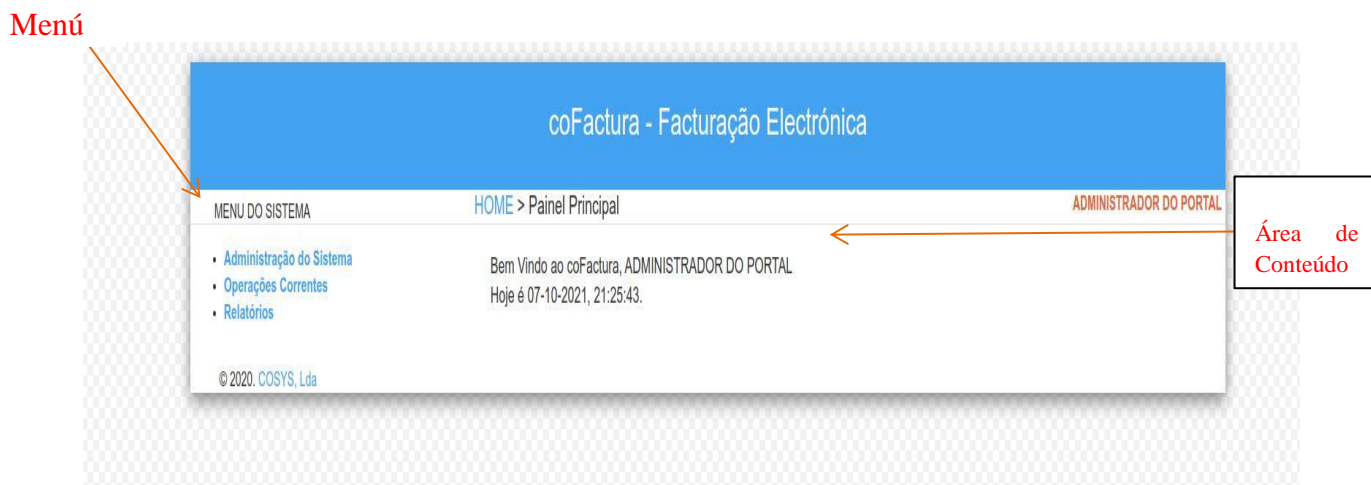 Menú
coFactura - Facturação Electrónica
MENU DO SISTEMA
HOME > Painel Principal
ADMINISTRADOR DO PORTAL
Área de
Conteúdo
• Administração do Sistema
• Operações Correntes
• Relatórios
Bem Vindo ao coFactura, ADMINISTRADOR DO PORTAL
Hoje é 07-10-2021, 21:25:43.
© 2020. COSYS, Lda